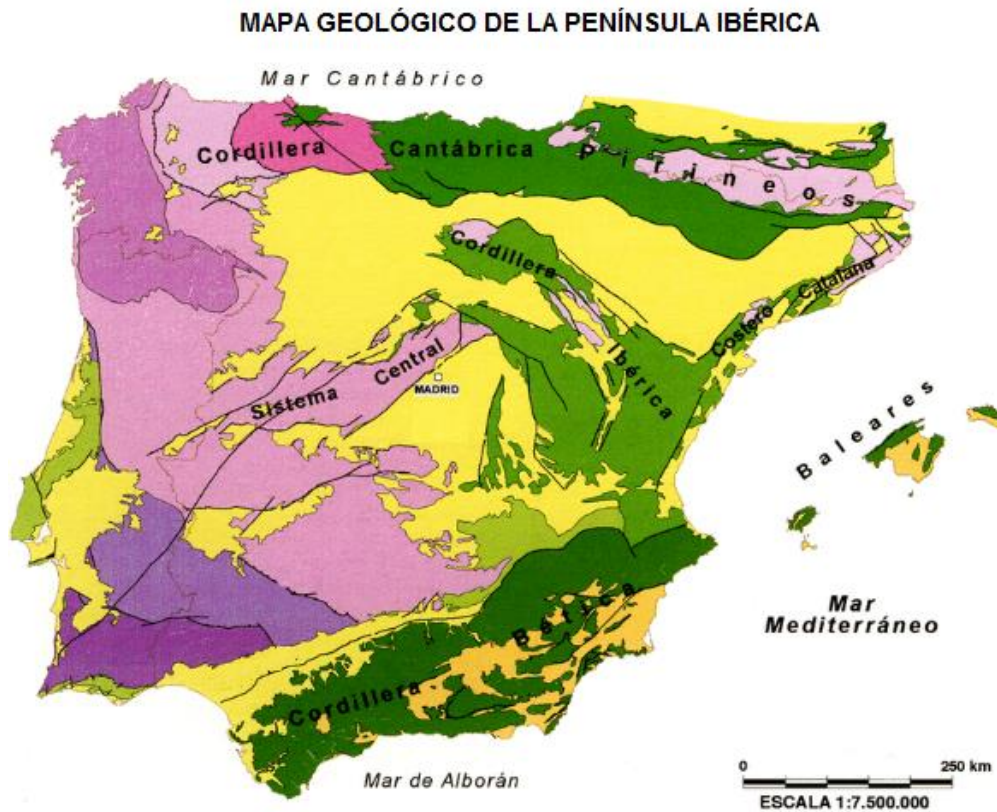 MAPA GEOLÓGICO DE LA PENÍNSULA IBÉRICA
Mar Cantábrico
Cordillera Cantábrica
Pirineos
Cordillera
Ibérica
Costero Catalana
Sistema Central
MADRID
Baleares
Mar
Mediterráneo
Cordillera Bética
Mar de Alborán
0 250 km
ESCALA 1:7.500.000